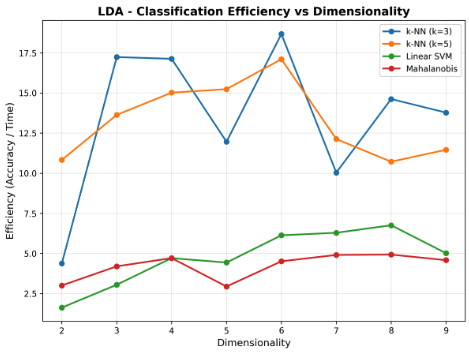 LDA - Classification Efficiency vs Dimensionality
k-NN (k=3)
k-NN (k=5)
Linear SVM
Mahalanobis
17.5
15.0
12.5
10.0
7.5
5.0
2.5
Efficiency (Accuracy / Time)
2 3 4 5 6 7 8 9
Dimensionality